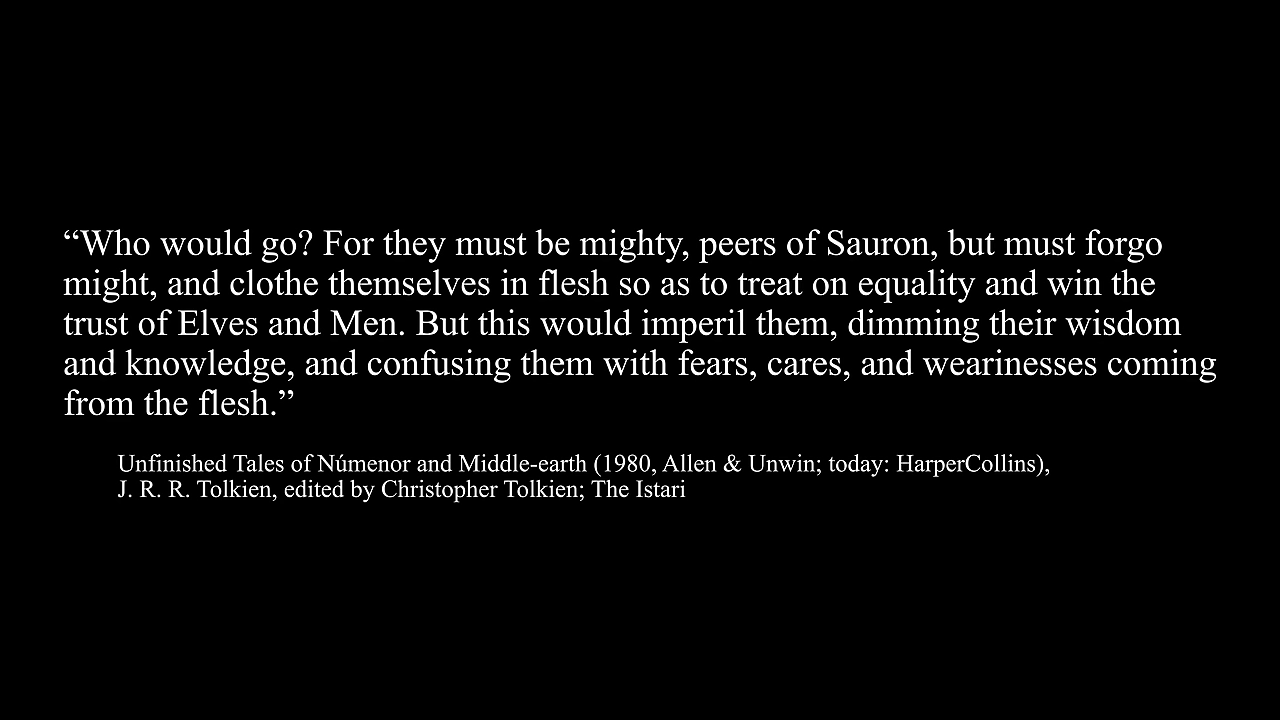 “Who would go? For they must be mighty, peers of Sauron, but must forgo
might, and clothe themselves in flesh so as to treat on equality and win the
trust of Elves and Men. But this would imperil them, dimming their wisdom
and knowledge, and confusing them with fears, cares, and wearinesses coming
from the flesh.”
Unfinished Tales of Númenor and Middle-earth (1980, Allen & Unwin; today: HarperCollins),
J. R. R. Tolkien, edited by Christopher Tolkien; The Istari